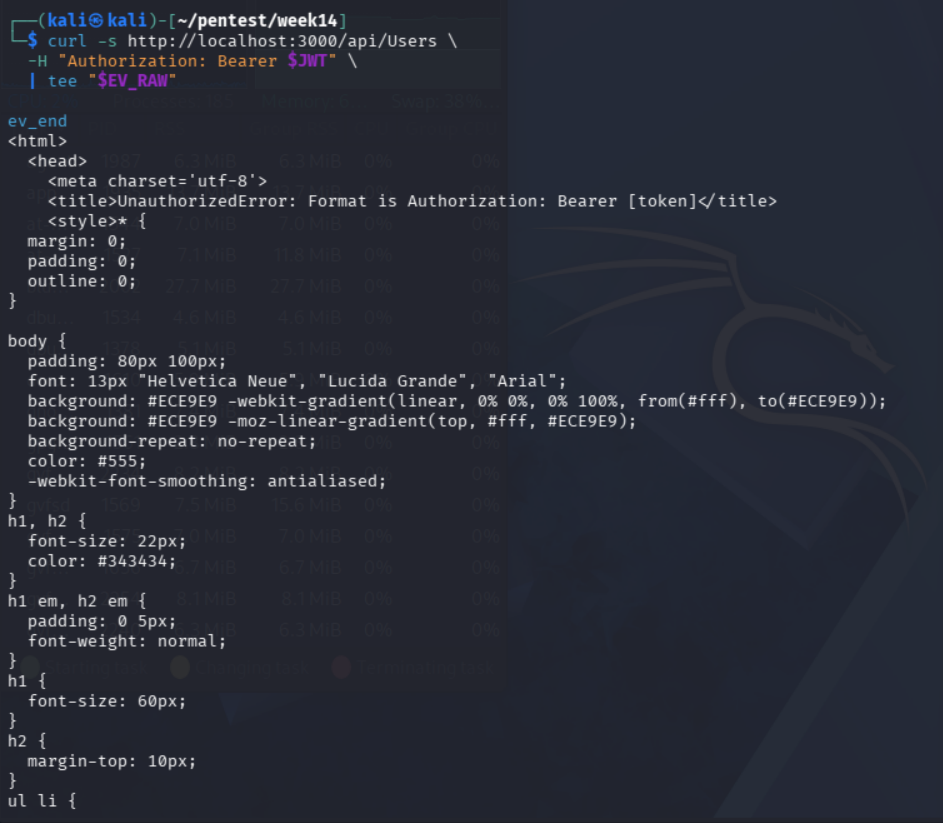 ┌──(kali㉿kali)-[~/pentest/week14]
└─$ curl -s http://localhost:3000/api/Users \
-H "Authorization: Bearer $JWT" \
| tee "$EV_RAW"
Memory: 6... Swap: 38%...
ev_end
<html>
<head>
<meta charset='utf-8'>
<title>UnauthorizedError: Format is Authorization: Bearer [token]</title>
<style>* {
margin: 0;
padding: 0;
outline: 0;
}
body {
padding: 80px 100px;
font: 13px "Helvetica Neue", "Lucida Grande", "Arial";
background: #ECE9E9 -webkit-gradient(linear, 0% 0%, 0% 100%, from(#fff), to(#ECE9E9));
background: #ECE9E9 -moz-linear-gradient(top, #fff, #ECE9E9);
background-repeat: no-repeat;
color: #555;
-webkit-font-smoothing: antialiased;
}
h1, h2 {
font-size: 22px;
color: #343434;
}
h1 em, h2 em {
padding: 0 5px;
font-weight: normal;
}
h1 {
font-size: 60px;
}
h2 {
margin-top: 10px;
}
ul li {